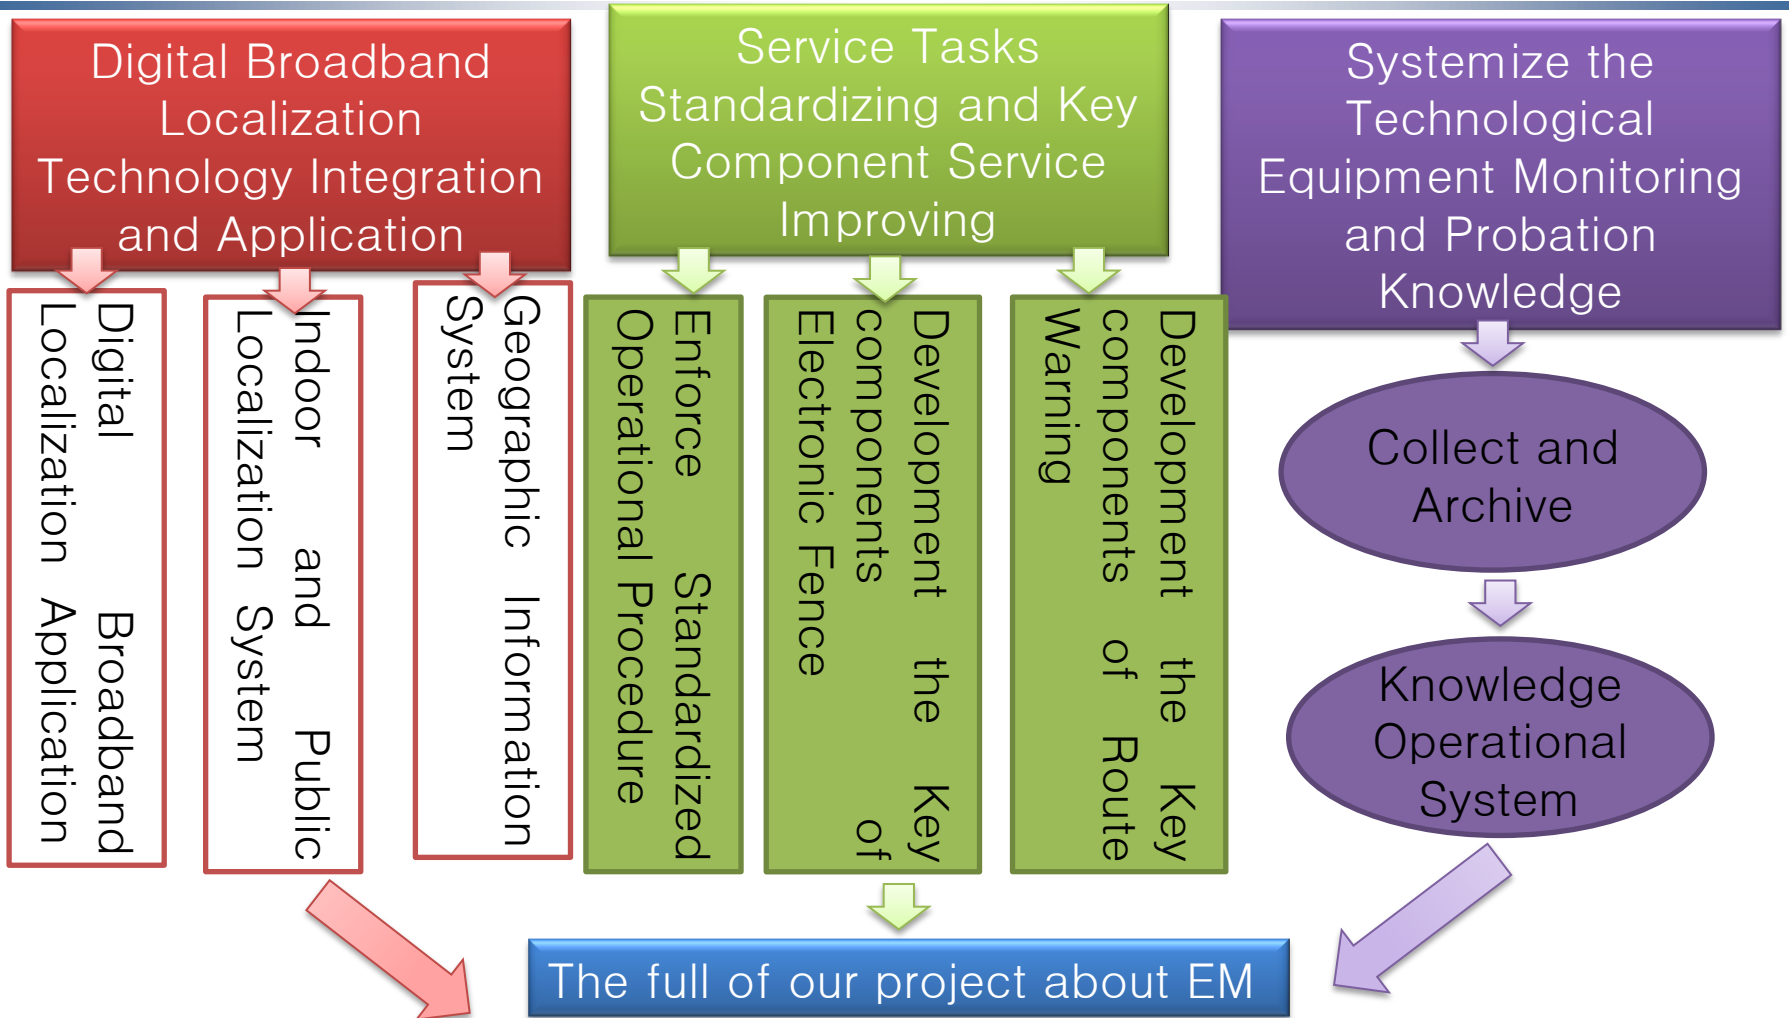 Digital Broadband
Localization
Technology Integration
and Application
Service Tasks
Standardizing and Key
Component Service
Improving
Systemize the
Technological
Equipment Monitoring
and Probation
Knowledge
Digital Broadband
Localization Application
Indoor and Public
Localization System
Geographic Information
System
Enforce Standardized
Operational Procedure
Development the Key
components of
Electronic Fence
Development the Key
components of Route
Warning
Collect and
Archive
Knowledge
Operational
System
The full of our project about EM